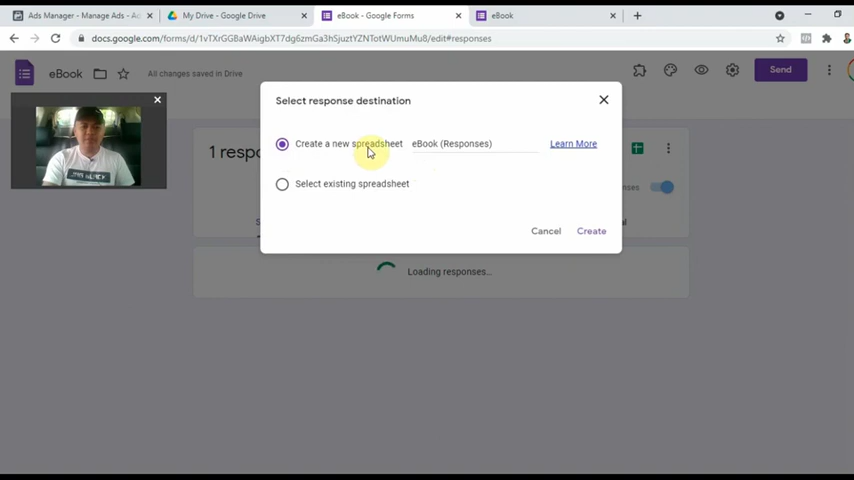 Ads Manager - Manage Ads - Ad
My Drive - Google Drive
eBook - Google Forms
eBook
docs.google.com/forms/d/1vTXrGGBaWAigbXT7dg6zmGa3hSjuztYZNTotWUmuMu8/edit#responses
eBook
All changes saved in Drive
Send
Select response destination
Create a new spreadsheet
eBook (Responses)
Learn More
Select existing spreadsheet
Cancel
Create
1 respo
Loading responses...